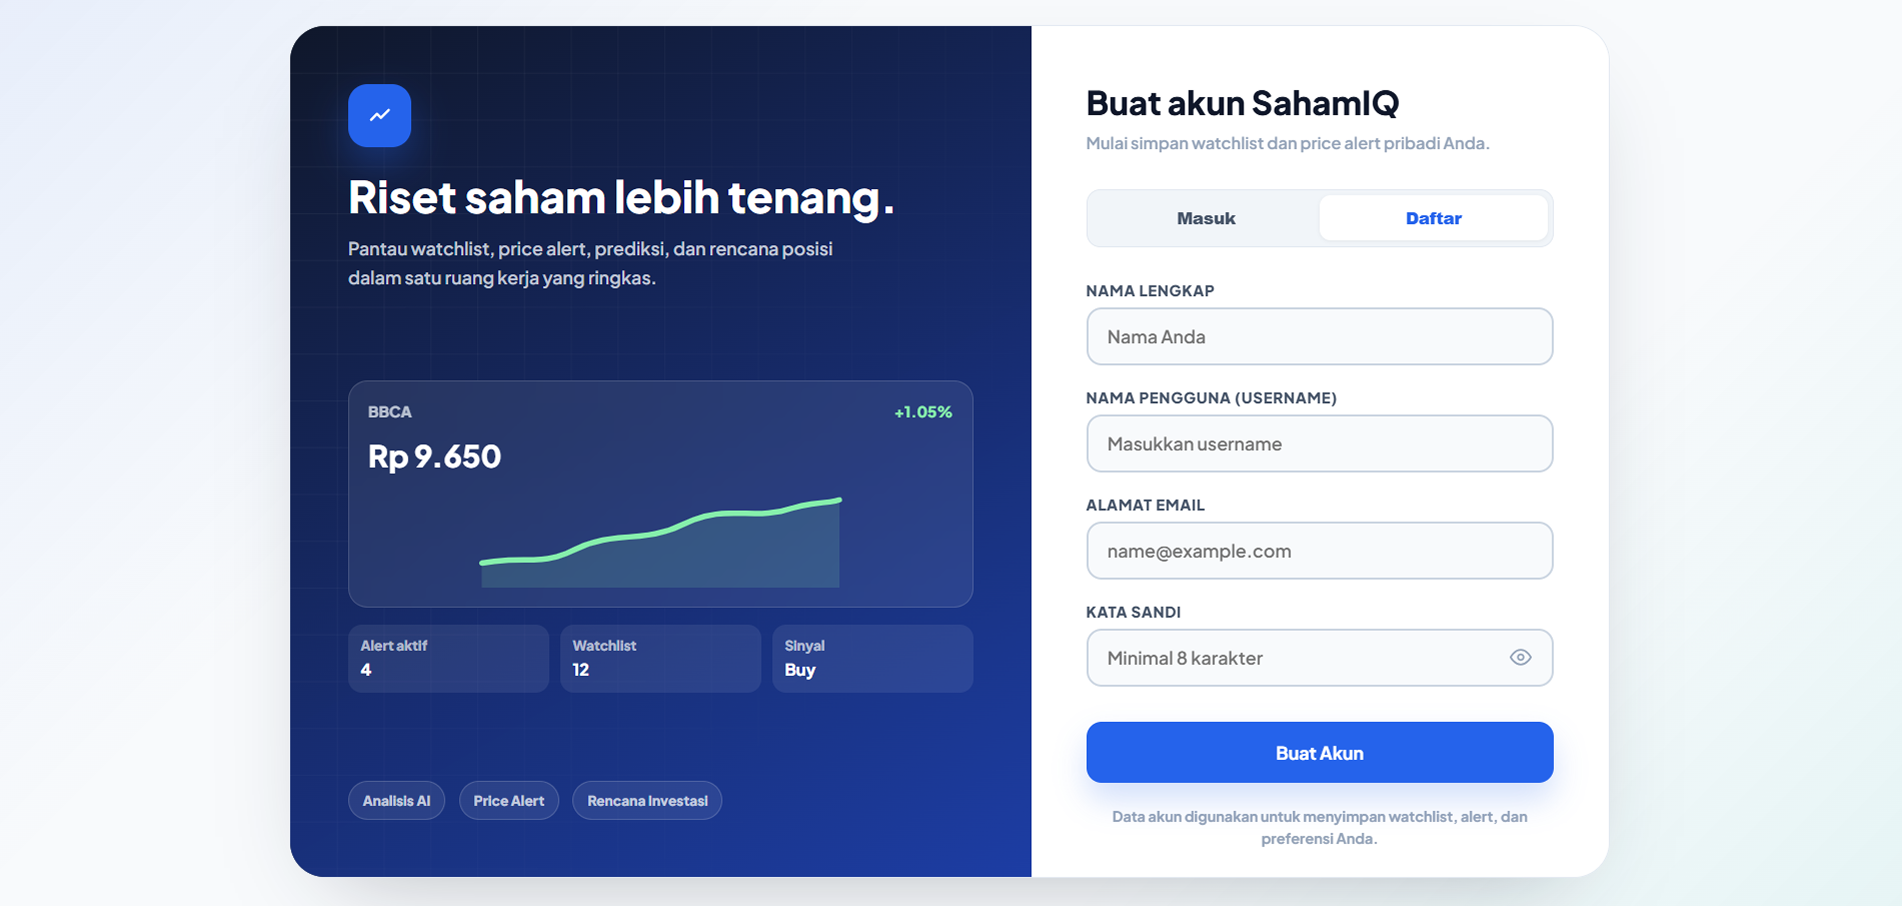 Riset saham lebih tenang.
Pantau watchlist, price alert, prediksi, dan rencana posisi
dalam satu ruang kerja yang ringkas.
BBCA
+1.05%
Rp 9.650
Alert aktif
4
Watchlist
12
Sinyal
Buy
Analisis AI
Price Alert
Rencana Investasi
Buat akun SahamIQ
Mulai simpan watchlist dan price alert pribadi Anda.
Masuk
Daftar
NAMA LENGKAP
Nama Anda
NAMA PENGGUNA (USERNAME)
Masukkan username
ALAMAT EMAIL
name@example.com
KATA SANDI
Minimal 8 karakter
Buat Akun
Data akun digunakan untuk menyimpan watchlist, alert, dan
preferensi Anda.